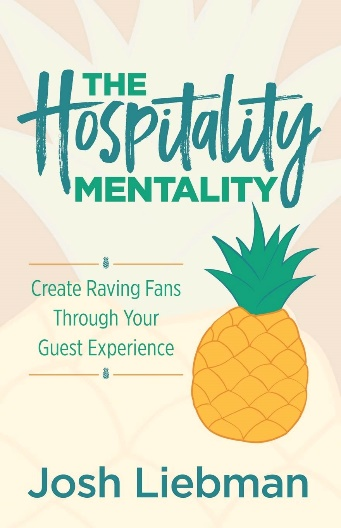 THE
Hospitality
MENTALITY
Create Raving Fans
Through Your
Guest Experience
Josh Liebman